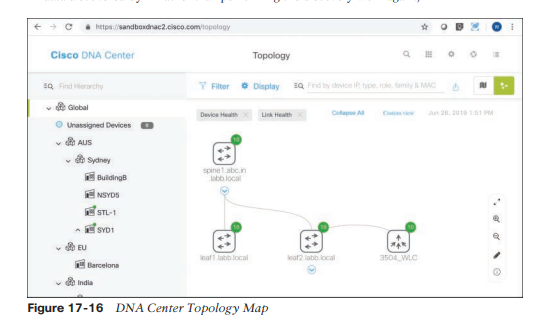 https://sandboxdnac2.cisco.com/topology
Cisco DNA Center
Topology
Find Hierarchy
Filter
Display
Find by device IP, type, role, family & MAC
Global
Unassigned Devices
AUS
Sydney
BuildingB
NSYD5
STL-1
SYD1
EU
Barcelona
India
Device Health
Link Health
Collapse All
Custom View
Jun 28, 2019 1:51 PM
10
spine1.abc.in
labb.local
10
leaf1.labb.local
10
leaf2.labb.local
10
3504_WLC
Figure 17-16 DNA Center Topology Map